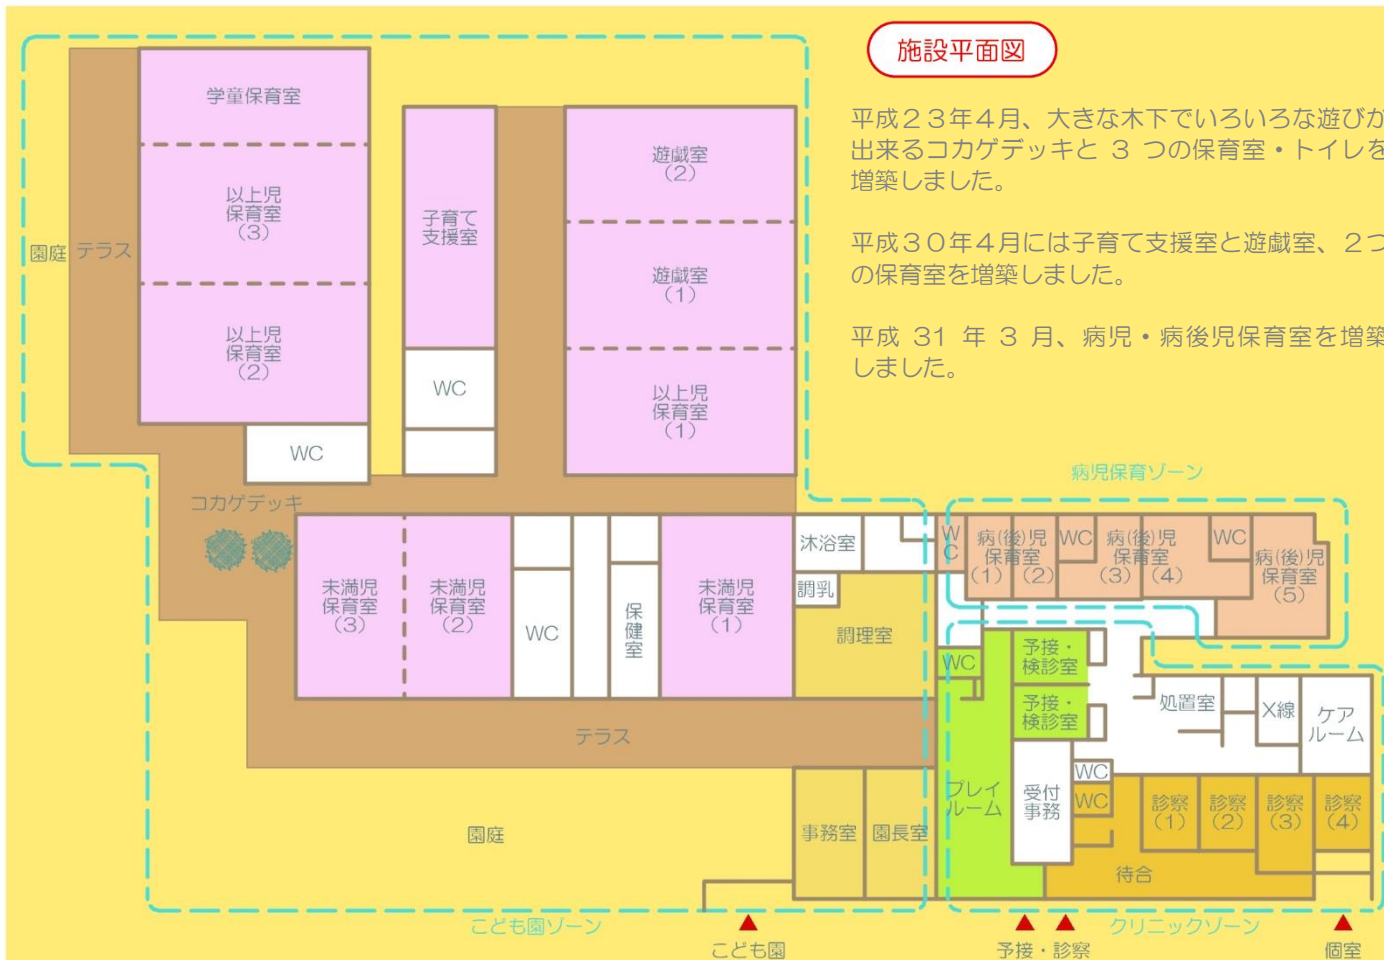 施設平面図
平成23年4月、大きな木下でいろいろな遊びが
出来るコカゲデッキと 3 つの保育室・トイレを
増築しました。
平成30年4月には子育て支援室と遊戯室、2つ
の保育室を増築しました。
平成 31 年 3 月、病児・病後児保育室を増築
しました。
学童保育室
以上児
保育室
(3)
以上児
保育室
(2)
園庭
テラス
WC
子育て
支援室
WC
遊戯室
(2)
遊戯室
(1)
以上児
保育室
(1)
コカゲデッキ
未満児
保育室
(3)
未満児
保育室
(2)
WC
保健室
未満児
保育室
(1)
沐浴室
調乳
調理室
テラス
園庭
事務室
園長室
こども園ゾーン
こども園
病児保育ゾーン
WC
病(後)児
保育室
(1)
(2)
WC
病(後)児
保育室
(3)
(4)
WC
病(後)児
保育室
(5)
WC
予接・
検診室
予接・
検診室
プレイ
ルーム
受付
事務
WC
WC
処置室
X線
ケア
ルーム
診察
(1)
診察
(2)
診察
(3)
診察
(4)
待合
クリニックゾーン
予接・診察
個室